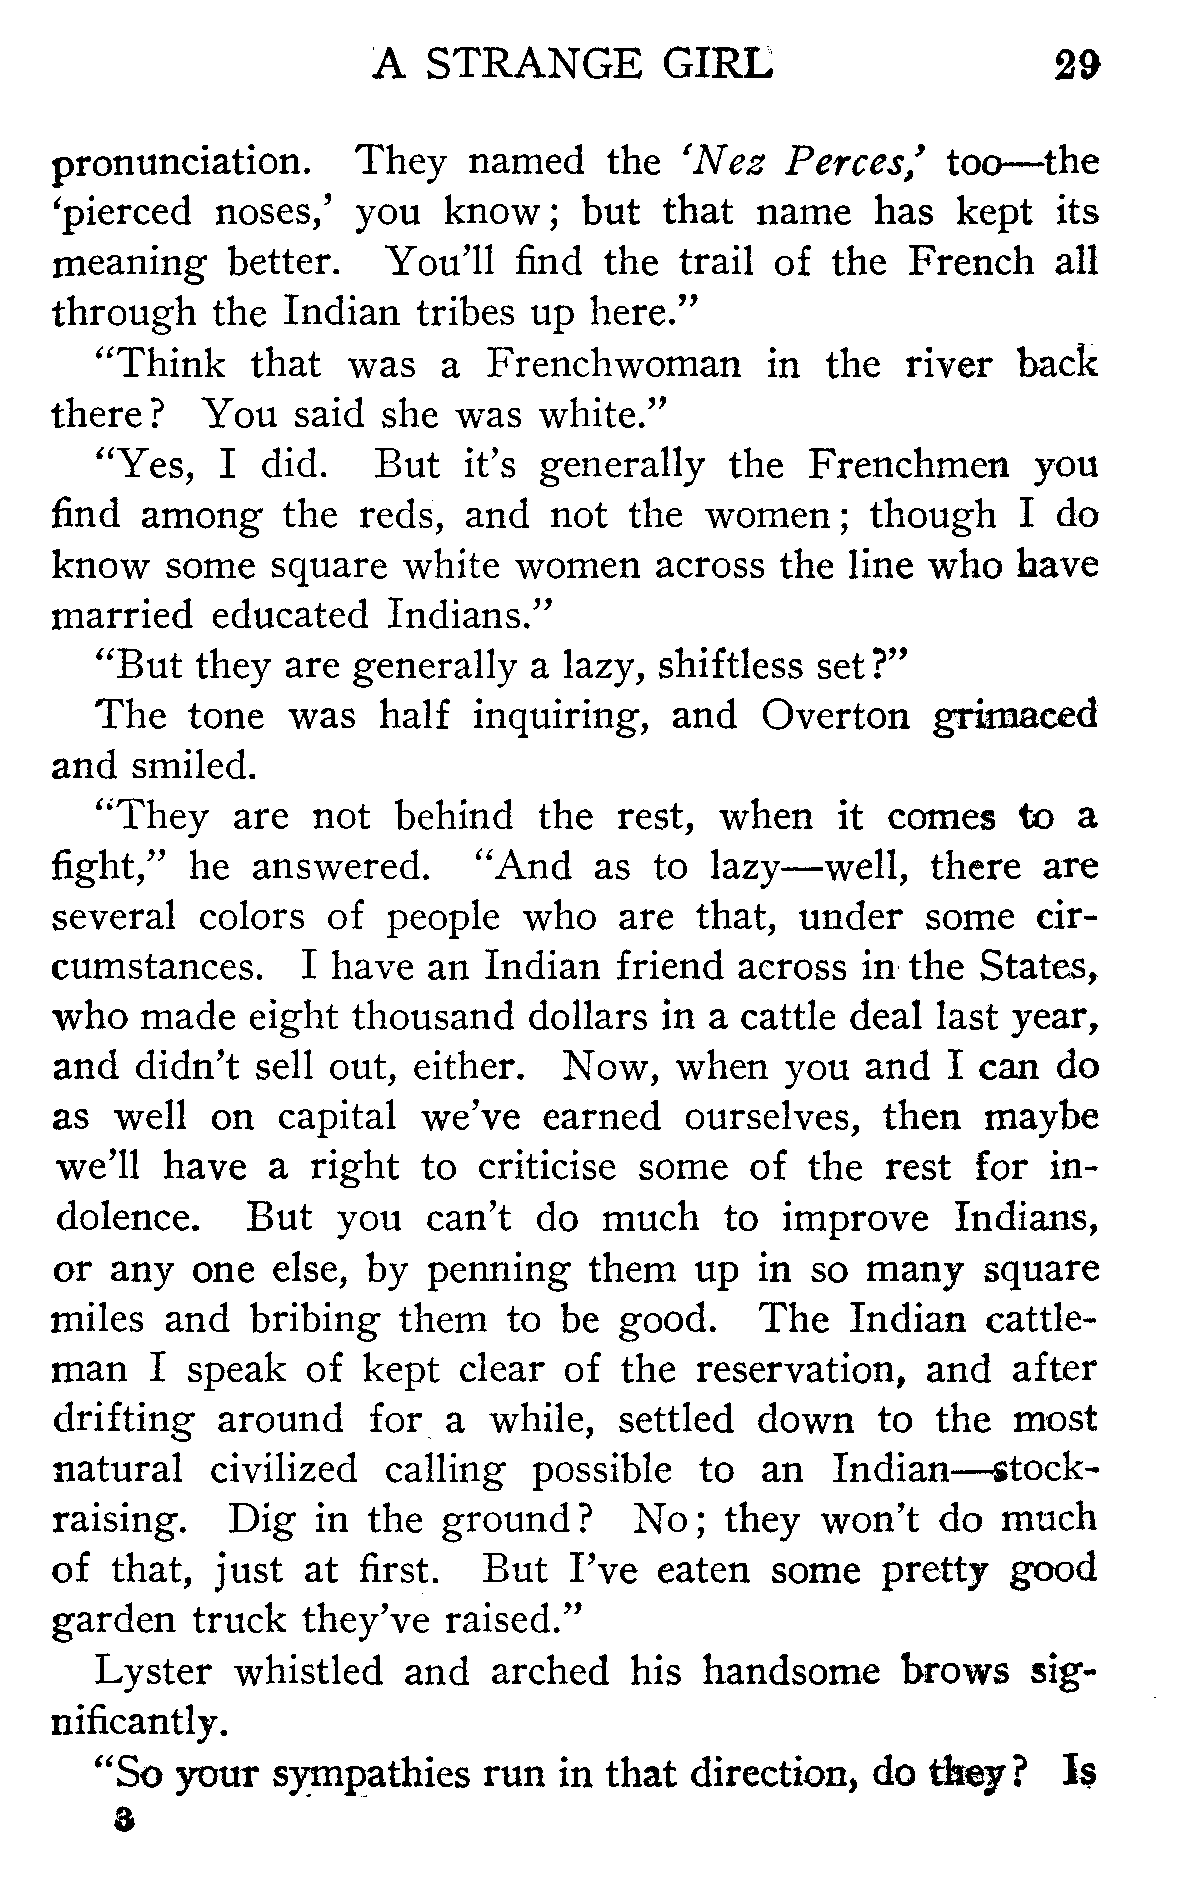 A STRANGE GIRL 29
pronunciation. They named the ‘Nez Perces,’ too—the
‘pierced noses,’ you know; but that name has kept its
meaning better. You’ll find the trail of the French all
through the Indian tribes up here.”
“Think that was a Frenchwoman in the river back
there? You said she was white.”
“Yes, I did. But it’s generally the Frenchmen you
find among the reds, and not the women; though I do
know some square white women across the line who have
married educated Indians.”
“But they are generally a lazy, shiftless set?”
The tone was half inquiring, and Overton grimaced
and smiled.
“They are not behind the rest, when it comes to a
fight,” he answered. “And as to lazy—well, there are
several colors of people who are that, under some cir-
cumstances. I have an Indian friend across in the States,
who made eight thousand dollars in a cattle deal last year,
and didn’t sell out, either. Now, when you and I can do
as well on capital we’ve earned ourselves, then maybe
we’ll have a right to criticise some of the rest for in-
dolence. But you can’t do much to improve Indians,
or any one else, by penning them up in so many square
miles and bribing them to be good. The Indian cattle-
man I speak of kept clear of the reservation, and after
drifting around for a while, settled down to the most
natural civilized calling possible to an Indian—stock-
raising. Dig in the ground? No; they won’t do much
of that, just at first. But I’ve eaten some pretty good
garden truck they’ve raised.”
Lyster whistled and arched his handsome brows sig-
nificantly.
“So your sympathies run in that direction, do they? Is
3